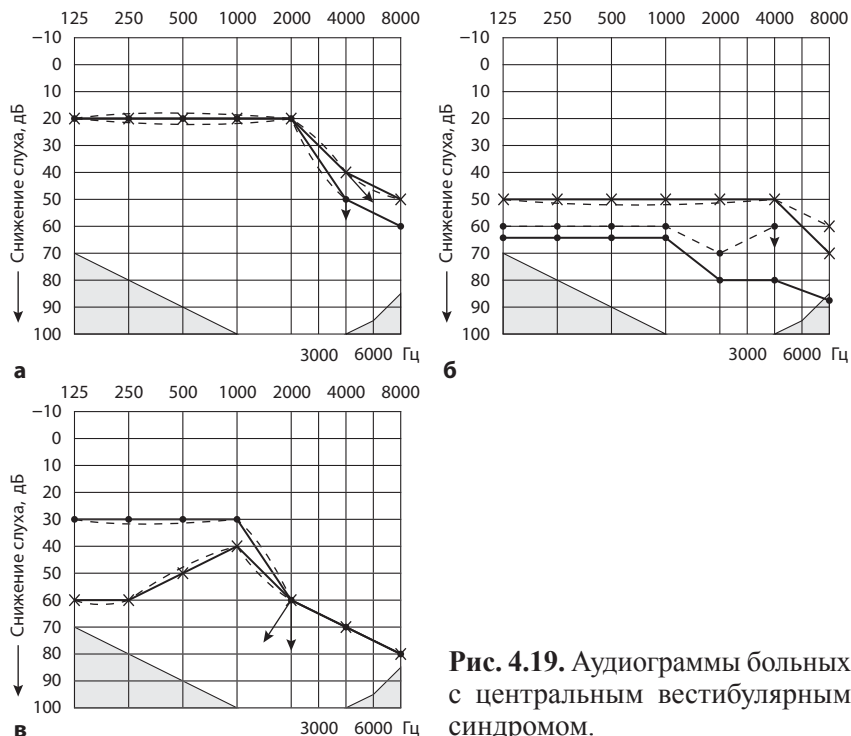 125 250 500 1000 2000 4000 8000
−10
0
10
20
30
40
50
60
70
80
90
100
Снижение слуха, дБ
3000 6000 Гц
а
125 250 500 1000 2000 4000 8000
−10
0
10
20
30
40
50
60
70
80
90
100
Снижение слуха, дБ
3000 6000 Гц
б
125 250 500 1000 2000 4000 8000
−10
0
10
20
30
40
50
60
70
80
90
100
Снижение слуха, дБ
3000 6000 Гц
в
Рис. 4.19. Аудиограммы больных
с центральным вестибулярным
синдромом.